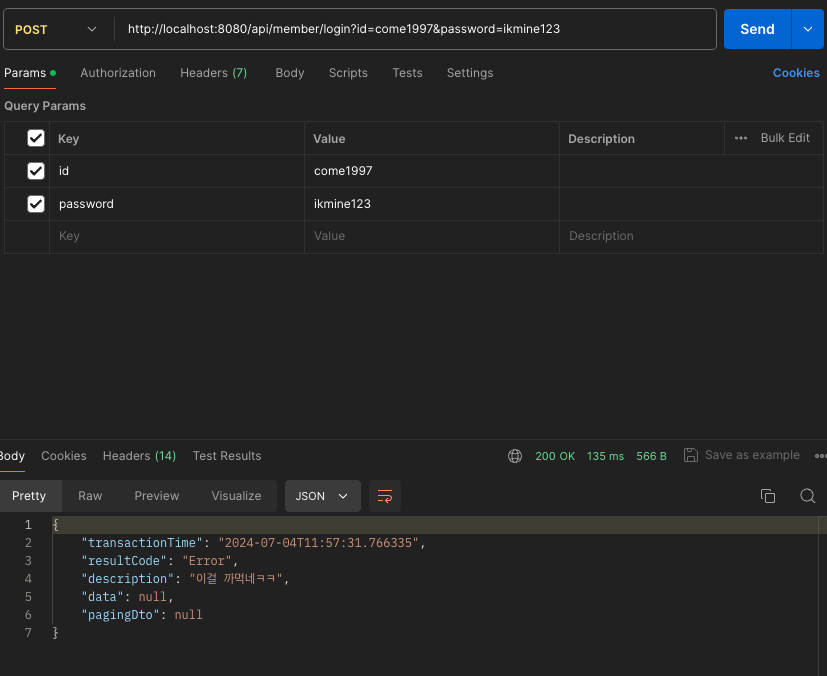 POST http://localhost:8080/api/member/login?id=come1997&password=ikmine123 Send
Params Authorization Headers (7) Body Scripts Tests Settings Cookies
Query Params
Key Value Description Bulk Edit
id come1997
password ikmine123
Key Value Description
Body Cookies Headers (14) Test Results 200 OK 135 ms 566 B Save as example
Pretty Raw Preview Visualize JSON
1 {
2 "transactionTime": "2024-07-04T11:57:31.766335",
3 "resultCode": "Error",
4 "description": "이걸 까먹네ㅋㅋ",
5 "data": null,
6 "pagingDto": null
7 }